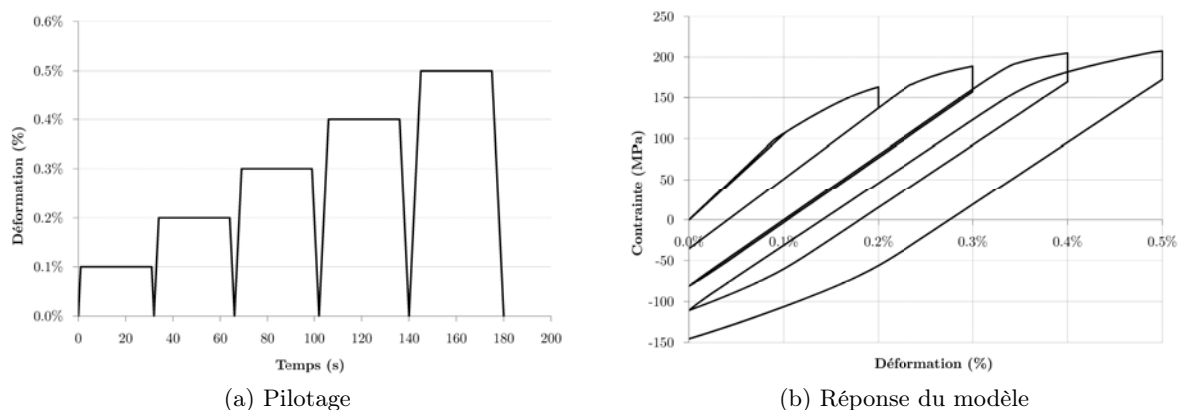 0.6%
0.5%
0.4%
0.3%
0.2%
0.1%
0.0%
Déformation (%)
0 20 40 60 80 100 120 140 160 180 200
Temps (s)
(a) Pilotage
250
200
150
100
50
0
-50
-100
-150
Contrainte (MPa)
0.0% 0.1% 0.2% 0.3% 0.4% 0.5%
Déformation (%)
(b) Réponse du modèle